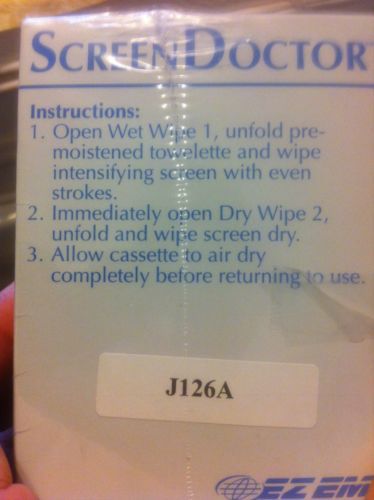 SCREENDOCTOR
Instructions:
1. Open Wet Wipe 1, unfold pre-
moistened towelette and wipe
intensifying screen with even
strokes.
2. Immediately open Dry Wipe 2,
unfold and wipe screen dry.
3. Allow cassette to air dry
completely before returning to use.
J126A
EZEM